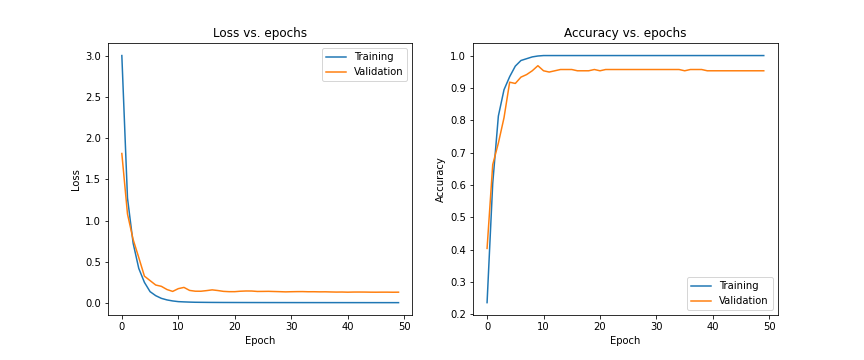 Loss vs. epochs
3.0
2.5
2.0
1.5
1.0
0.5
0.0
Loss
0 10 20 30 40 50
Epoch
Training
Validation
Accuracy vs. epochs
1.0
0.9
0.8
0.7
0.6
0.5
0.4
0.3
0.2
Accuracy
0 10 20 30 40 50
Epoch
Training
Validation